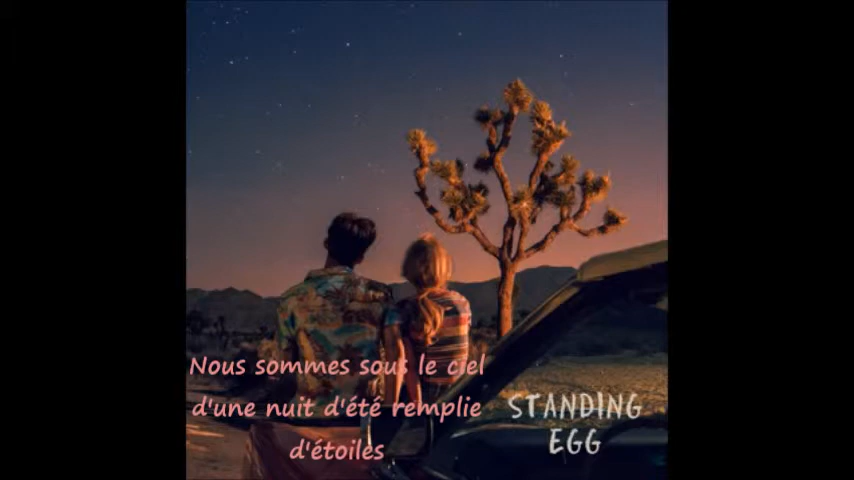 Nous sommes sous le ciel
d'une nuit d'été remplie
d'étoiles
STANDING
EGG